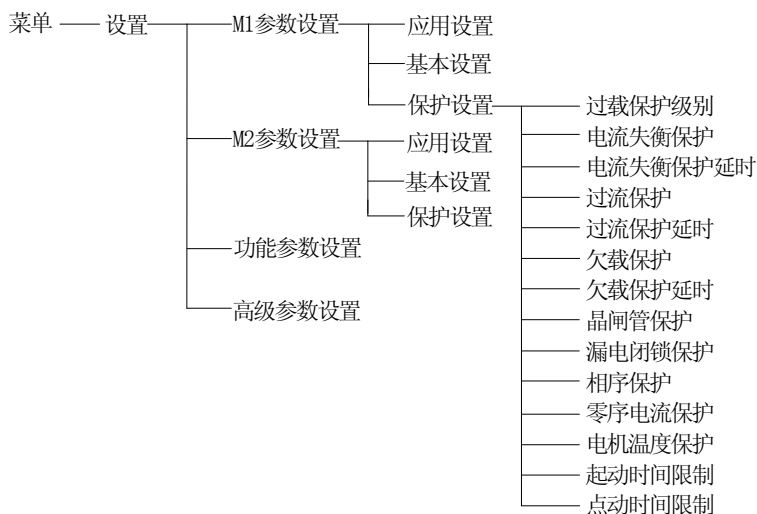 菜单
设置
M1参数设置
应用设置
基本设置
保护设置
过载保护级别
电流失衡保护
电流失衡保护延时
过流保护
过流保护延时
欠载保护
欠载保护延时
晶闸管保护
漏电闭锁保护
相序保护
零序电流保护
电机温度保护
起动时间限制
点动时间限制
M2参数设置
应用设置
基本设置
保护设置
功能参数设置
高级参数设置